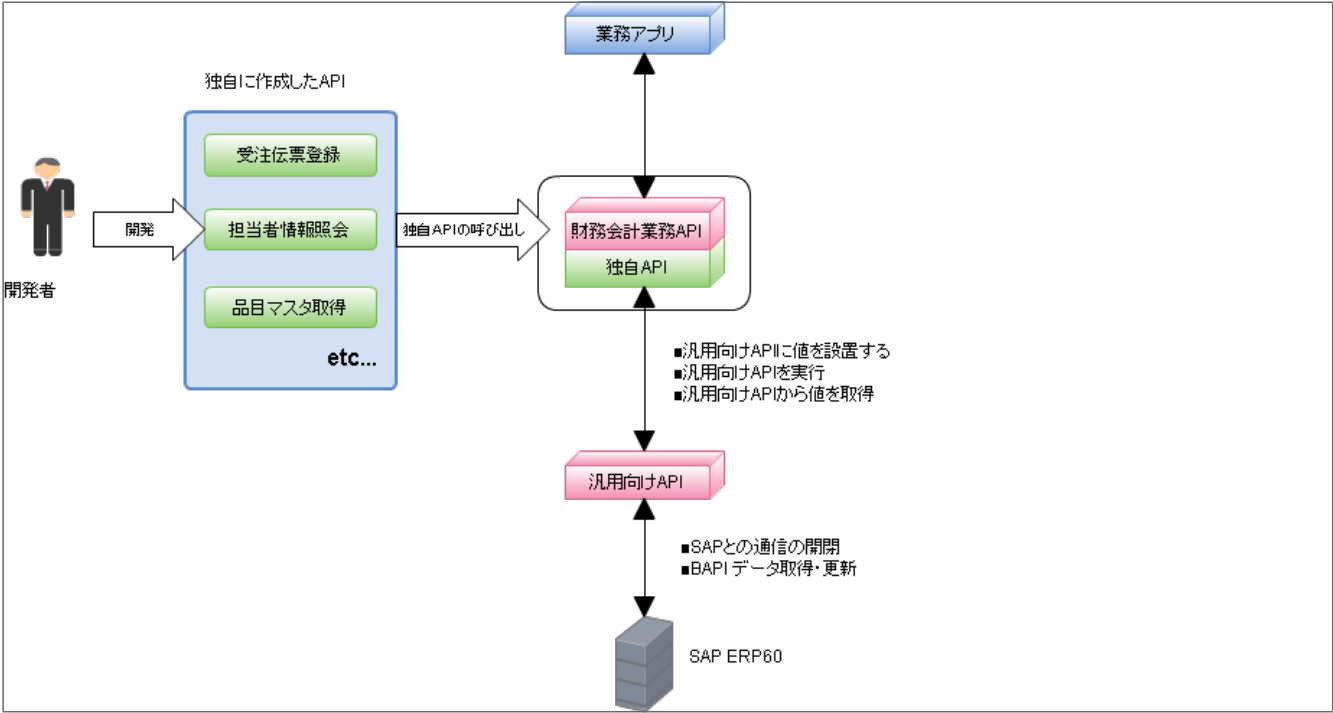 業務アプリ
独自に作成したAPI
受注伝票登録
開発
担当者情報照会
独自APIの呼び出し
財務会計業務API
独自API
開発者
品目マスタ取得
etc...
■汎用向けAPIに値を設置する
■汎用向けAPIを実行
■汎用向けAPIから値を取得
汎用向けAPI
■SAPとの通信の開閉
■BAPI データ取得・更新
SAP ERP60